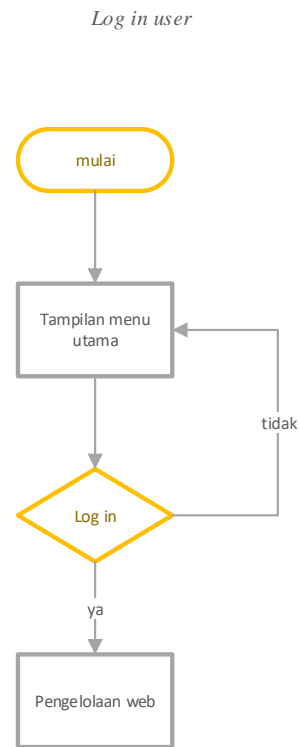 Log in user
mulai
Tampilan menu
utama
tidak
Log in
ya
Pengelolaan web